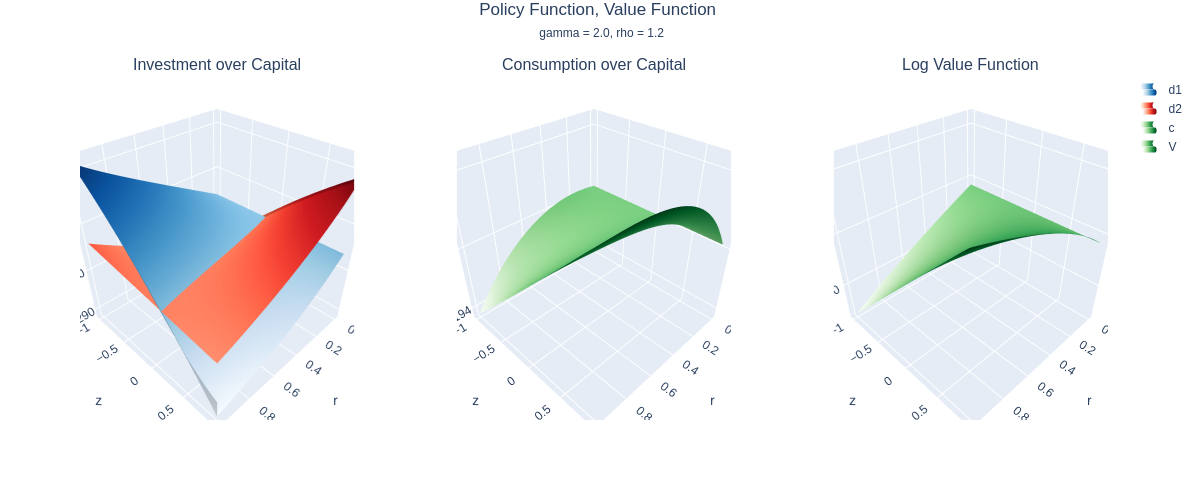 Policy Function, Value Function
gamma = 2.0, rho = 1.2
Investment over Capital
Consumption over Capital
Log Value Function
d1
d2
c
V
−1
−0.5
0
0.5
z
0.2
0.4
0.6
0.8
r
−1
−0.5
0
0.5
z
0
0.2
0.4
0.6
0.8
r
−1
−0.5
0
0.5
z
0
0.2
0.4
0.6
0.8
r